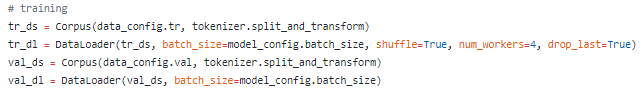 # training
tr_ds = Corpus(data_config.tr, tokenizer.split_and_transform)
tr_dl = DataLoader(tr_ds, batch_size=model_config.batch_size, shuffle=True, num_workers=4, drop_last=True)
val_ds = Corpus(data_config.val, tokenizer.split_and_transform)
val_dl = DataLoader(val_ds, batch_size=model_config.batch_size)